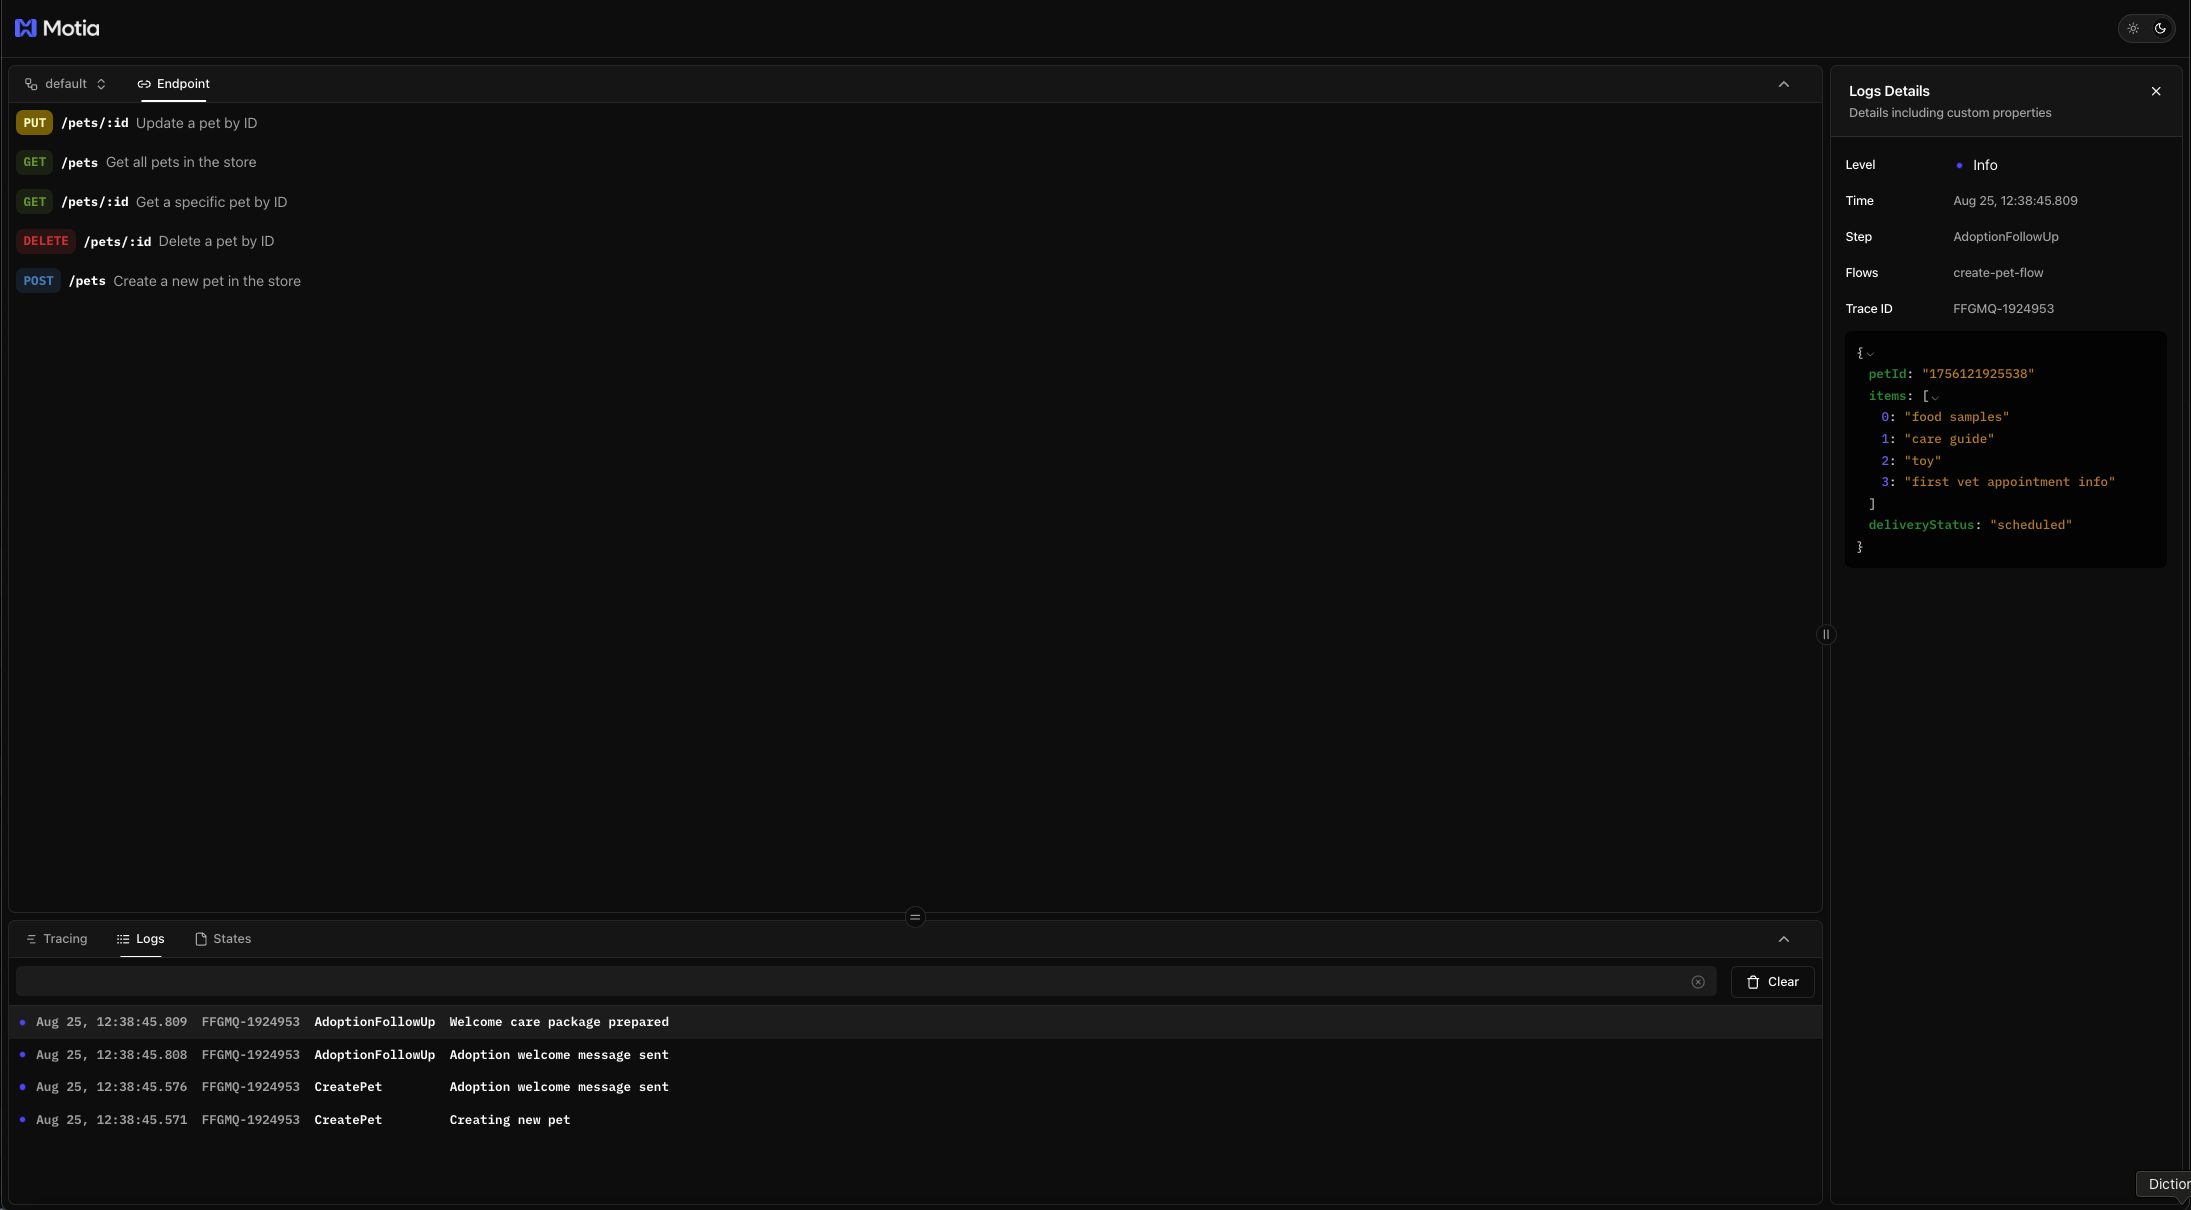 Motia
default Endpoint
PUT /pets/:id Update a pet by ID
GET /pets Get all pets in the store
GET /pets/:id Get a specific pet by ID
DELETE /pets/:id Delete a pet by ID
POST /pets Create a new pet in the store
Tracing Logs States
Clear
Aug 25, 12:38:45.809 FFGMQ-1924953 AdoptionFollowUp Welcome care package prepared
Aug 25, 12:38:45.808 FFGMQ-1924953 AdoptionFollowUp Adoption welcome message sent
Aug 25, 12:38:45.576 FFGMQ-1924953 CreatePet Adoption welcome message sent
Aug 25, 12:38:45.571 FFGMQ-1924953 CreatePet Creating new pet
Logs Details
Details including custom properties
Level Info
Time Aug 25, 12:38:45.809
Step AdoptionFollowUp
Flows create-pet-flow
Trace ID FFGMQ-1924953
{
petId: "1756121925538"
items: [
0: "food samples"
1: "care guide"
2: "toy"
3: "first vet appointment info"
]
deliveryStatus: "scheduled"
}
Diction